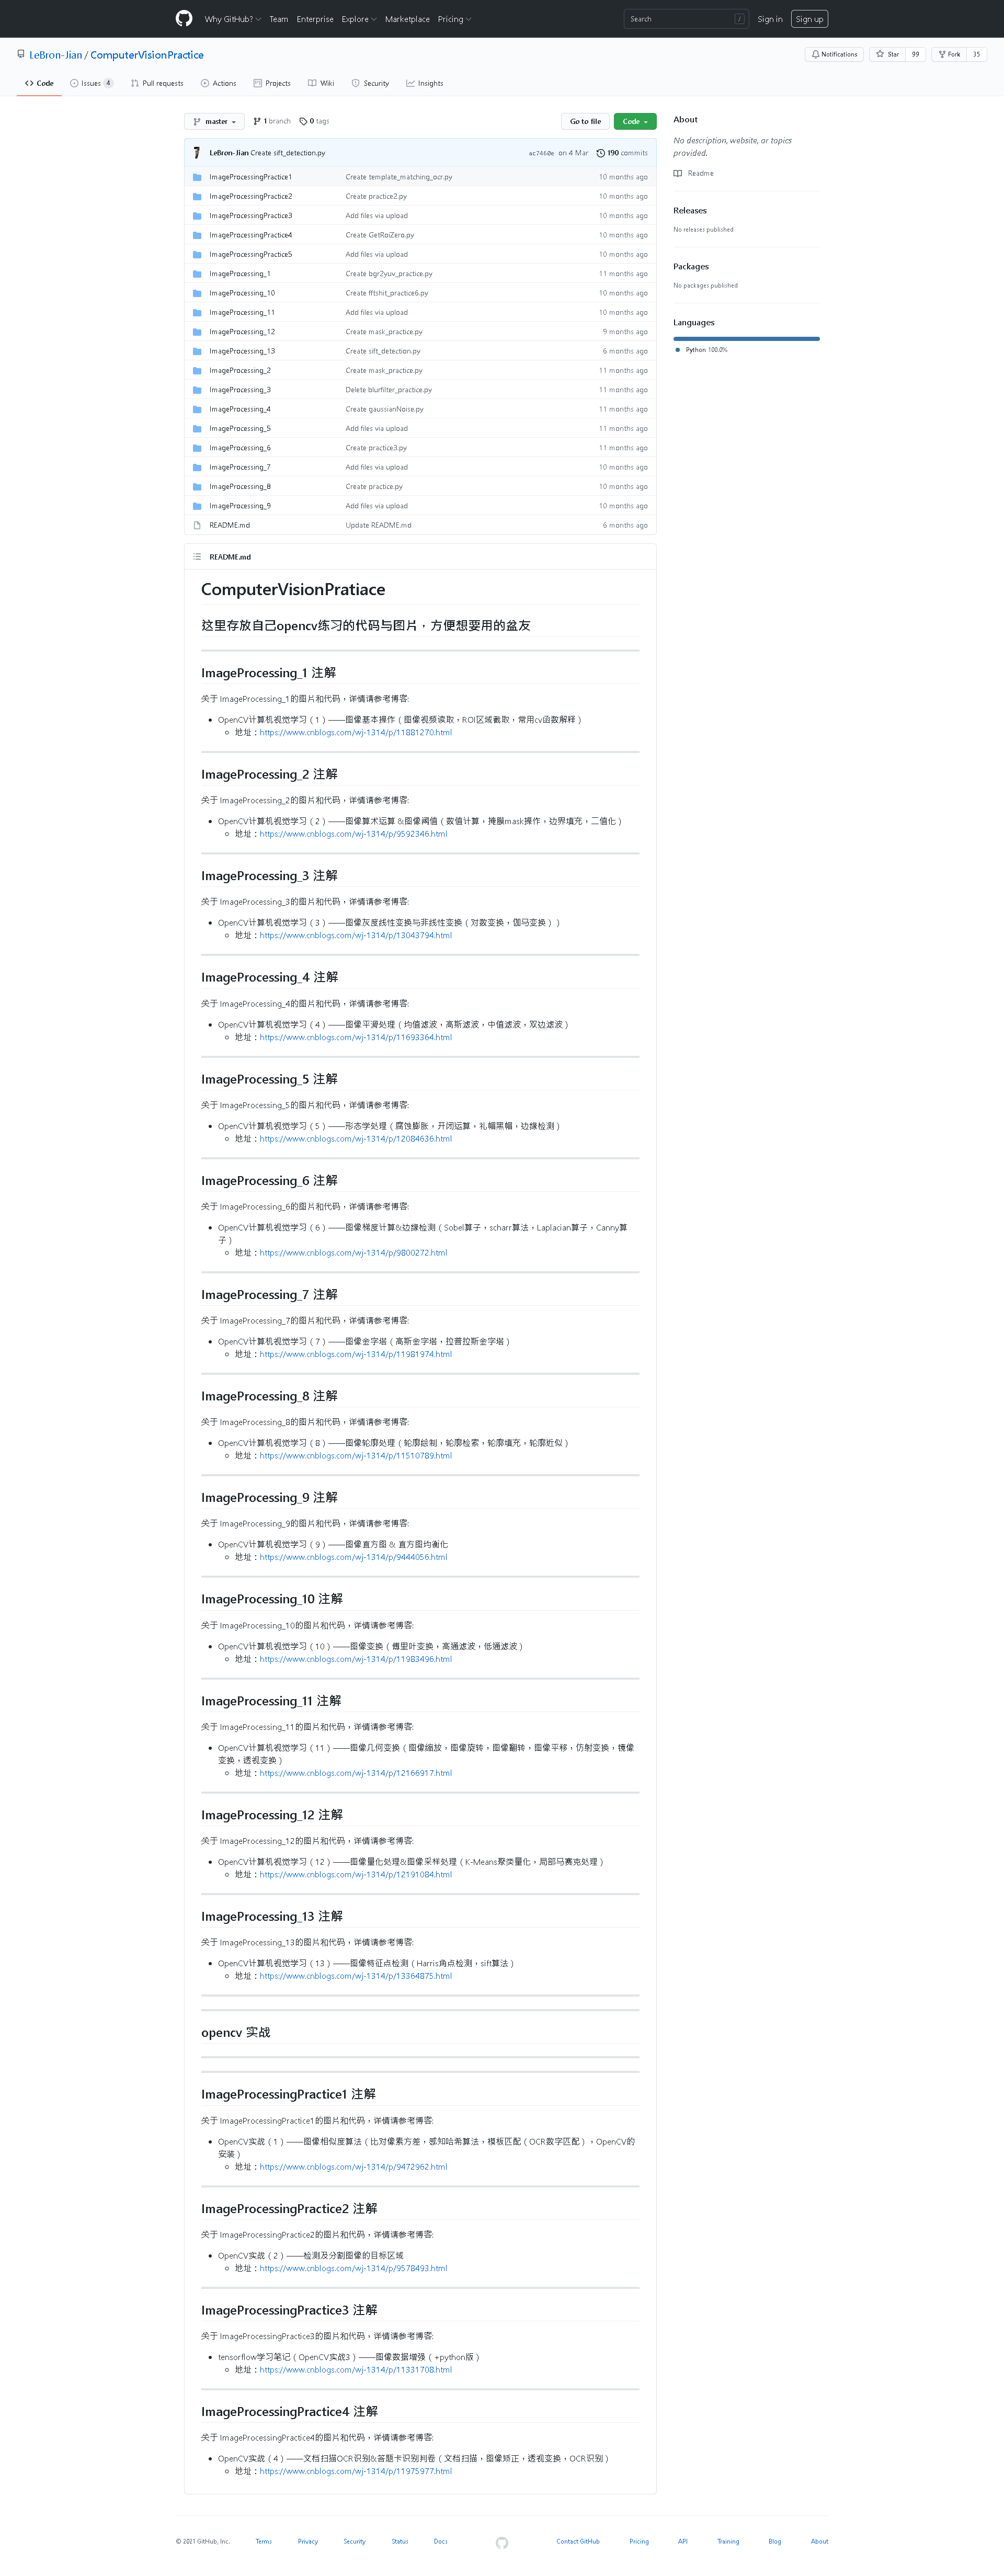 Why GitHub? Team Enterprise Explore Marketplace Pricing Search / Sign in Sign up
LeBron-Jian / ComputerVisionPractice Notifications Star 99 Fork 35
Code Issues 4 Pull requests Actions Projects Wiki Security Insights
master 1 branch 0 tags Go to file Code
LeBron-Jian Create sift_detection.py ac7460e on 4 Mar 190 commits
ImageProcessingPractice1 Create template_matching_ocr.py 10 months ago
ImageProcessingPractice2 Create practice2.py 10 months ago
ImageProcessingPractice3 Add files via upload 10 months ago
ImageProcessingPractice4 Create GetRoiZero.py 10 months ago
ImageProcessingPractice5 Add files via upload 10 months ago
ImageProcessing_1 Create bgr2yuv_practice.py 11 months ago
ImageProcessing_10 Create fftshit_practice6.py 10 months ago
ImageProcessing_11 Add files via upload 10 months ago
ImageProcessing_12 Create mask_practice.py 9 months ago
ImageProcessing_13 Create sift_detection.py 6 months ago
ImageProcessing_2 Create mask_practice.py 11 months ago
ImageProcessing_3 Delete blurfilter_practice.py 11 months ago
ImageProcessing_4 Create gaussianNoise.py 11 months ago
ImageProcessing_5 Add files via upload 11 months ago
ImageProcessing_6 Create practice3.py 11 months ago
ImageProcessing_7 Add files via upload 10 months ago
ImageProcessing_8 Create practice.py 10 months ago
ImageProcessing_9 Add files via upload 10 months ago
README.md Update README.md 6 months ago
About
No description, website, or topics
provided.
Readme
Releases
No releases published
Packages
No packages published
Languages
Python 100.0%
README.md
ComputerVisionPratiace
这里存放自己opencv练习的代码与图片，方便想要用的盆友
ImageProcessing_1 注解
关于 ImageProcessing_1的图片和代码，详情请参考博客:
OpenCV计算机视觉学习（1）——图像基本操作（图像视频读取，ROI区域截取，常用cv函数解释）
地址：https://www.cnblogs.com/wj-1314/p/11881270.html
ImageProcessing_2 注解
关于 ImageProcessing_2的图片和代码，详情请参考博客:
OpenCV计算机视觉学习（2）——图像算术运算 &图像阈值（数值计算，掩膜mask操作，边界填充，二值化）
地址：https://www.cnblogs.com/wj-1314/p/9592346.html
ImageProcessing_3 注解
关于 ImageProcessing_3的图片和代码，详情请参考博客:
OpenCV计算机视觉学习（3）——图像灰度线性变换与非线性变换（对数变换，伽马变换））
地址：https://www.cnblogs.com/wj-1314/p/13043794.html
ImageProcessing_4 注解
关于 ImageProcessing_4的图片和代码，详情请参考博客:
OpenCV计算机视觉学习（4）——图像平滑处理（均值滤波，高斯滤波，中值滤波，双边滤波）
地址：https://www.cnblogs.com/wj-1314/p/11693364.html
ImageProcessing_5 注解
关于 ImageProcessing_5的图片和代码，详情请参考博客:
OpenCV计算机视觉学习（5）——形态学处理（腐蚀膨胀，开闭运算，礼帽黑帽，边缘检测）
地址：https://www.cnblogs.com/wj-1314/p/12084636.html
ImageProcessing_6 注解
关于 ImageProcessing_6的图片和代码，详情请参考博客:
OpenCV计算机视觉学习（6）——图像梯度计算&边缘检测（Sobel算子，scharr算法，Laplacian算子，Canny算
子）
地址：https://www.cnblogs.com/wj-1314/p/9800272.html
ImageProcessing_7 注解
关于 ImageProcessing_7的图片和代码，详情请参考博客:
OpenCV计算机视觉学习（7）——图像金字塔（高斯金字塔，拉普拉斯金字塔）
地址：https://www.cnblogs.com/wj-1314/p/11981974.html
ImageProcessing_8 注解
关于 ImageProcessing_8的图片和代码，详情请参考博客:
OpenCV计算机视觉学习（8）——图像轮廓处理（轮廓绘制，轮廓检索，轮廓填充，轮廓近似）
地址：https://www.cnblogs.com/wj-1314/p/11510789.html
ImageProcessing_9 注解
关于 ImageProcessing_9的图片和代码，详情请参考博客:
OpenCV计算机视觉学习（9）——图像直方图 & 直方图均衡化
地址：https://www.cnblogs.com/wj-1314/p/9444056.html
ImageProcessing_10 注解
关于 ImageProcessing_10的图片和代码，详情请参考博客:
OpenCV计算机视觉学习（10）——图像变换（傅里叶变换，高通滤波，低通滤波）
地址：https://www.cnblogs.com/wj-1314/p/11983496.html
ImageProcessing_11 注解
关于 ImageProcessing_11的图片和代码，详情请参考博客:
OpenCV计算机视觉学习（11）——图像几何变换（图像缩放，图像旋转，图像翻转，图像平移，仿射变换，镜像
变换，透视变换）
地址：https://www.cnblogs.com/wj-1314/p/12166917.html
ImageProcessing_12 注解
关于 ImageProcessing_12的图片和代码，详情请参考博客:
OpenCV计算机视觉学习（12）——图像量化处理&图像采样处理（K-Means聚类量化，局部马赛克处理）
地址：https://www.cnblogs.com/wj-1314/p/12191084.html
ImageProcessing_13 注解
关于 ImageProcessing_13的图片和代码，详情请参考博客:
OpenCV计算机视觉学习（13）——图像特征点检测（Harris角点检测，sift算法）
地址：https://www.cnblogs.com/wj-1314/p/13364875.html
opencv 实战
ImageProcessingPractice1 注解
关于 ImageProcessingPractice1的图片和代码，详情请参考博客:
OpenCV实战（1）——图像相似度算法（比对像素方差，感知哈希算法，模板匹配（OCR数字匹配），OpenCV的
安装）
地址：https://www.cnblogs.com/wj-1314/p/9472962.html
ImageProcessingPractice2 注解
关于 ImageProcessingPractice2的图片和代码，详情请参考博客:
OpenCV实战（2）——检测及分割图像的目标区域
地址：https://www.cnblogs.com/wj-1314/p/9578493.html
ImageProcessingPractice3 注解
关于 ImageProcessingPractice3的图片和代码，详情请参考博客:
tensorflow学习笔记（OpenCV实战3）——图像数据增强（+python版）
地址：https://www.cnblogs.com/wj-1314/p/11331708.html
ImageProcessingPractice4 注解
关于 ImageProcessingPractice4的图片和代码，详情请参考博客:
OpenCV实战（4）——文档扫描OCR识别&答题卡识别判卷（文档扫描，图像矫正，透视变换，OCR识别）
地址：https://www.cnblogs.com/wj-1314/p/11975977.html
© 2021 GitHub, Inc. Terms Privacy Security Status Docs Contact GitHub Pricing API Training Blog About